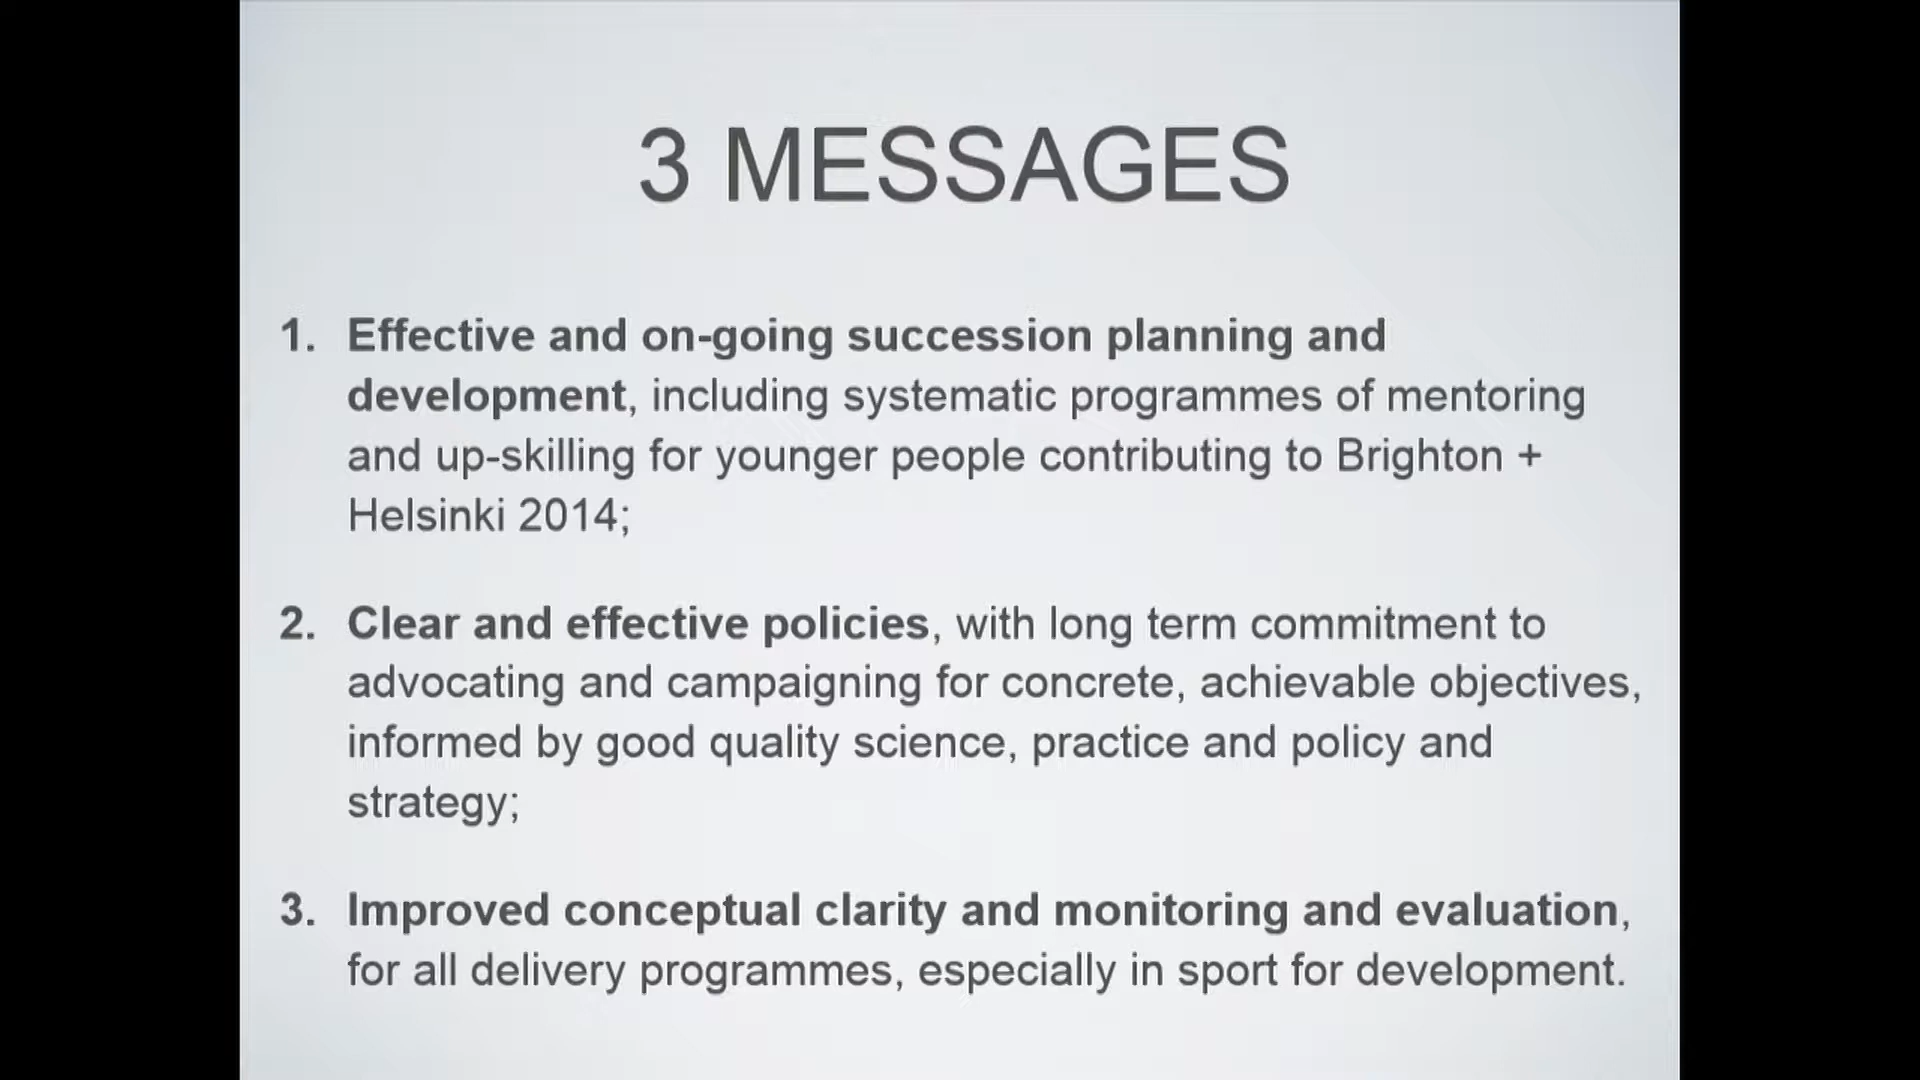 3 MESSAGES
1. Effective and on-going succession planning and
development, including systematic programmes of mentoring
and up-skilling for younger people contributing to Brighton +
Helsinki 2014;
2. Clear and effective policies, with long term commitment to
advocating and campaigning for concrete, achievable objectives,
informed by good quality science, practice and policy and
strategy;
3. Improved conceptual clarity and monitoring and evaluation,
for all delivery programmes, especially in sport for development.